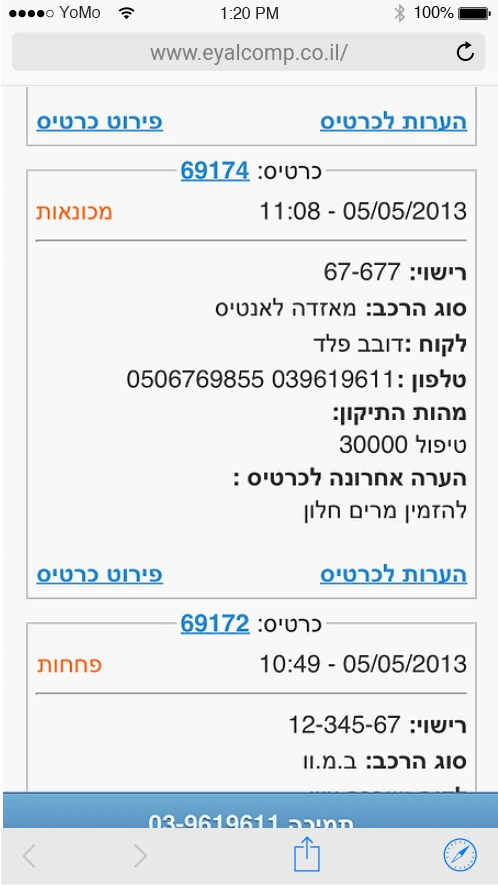 YoMo 1:20 PM 100%
www.eyalcomp.co.il/
הערות לכרטיס פירוט כרטיס
כרטיס: 69174
05/05/2013 - 11:08 מכונאות
רישוי: 67-677
סוג הרכב: מאזדה לאנטיס
לקוח :דובב פלד
טלפון :039619611 0506769855
מהות התיקון:
טיפול 30000
הערה אחרונה לכרטיס :
להזמין מרים חלון
הערות לכרטיס פירוט כרטיס
כרטיס: 69172
05/05/2013 - 10:49 פחחות
רישוי: 12-345-67
סוג הרכב: ב.מ.וו
תמיכה 03-9619611